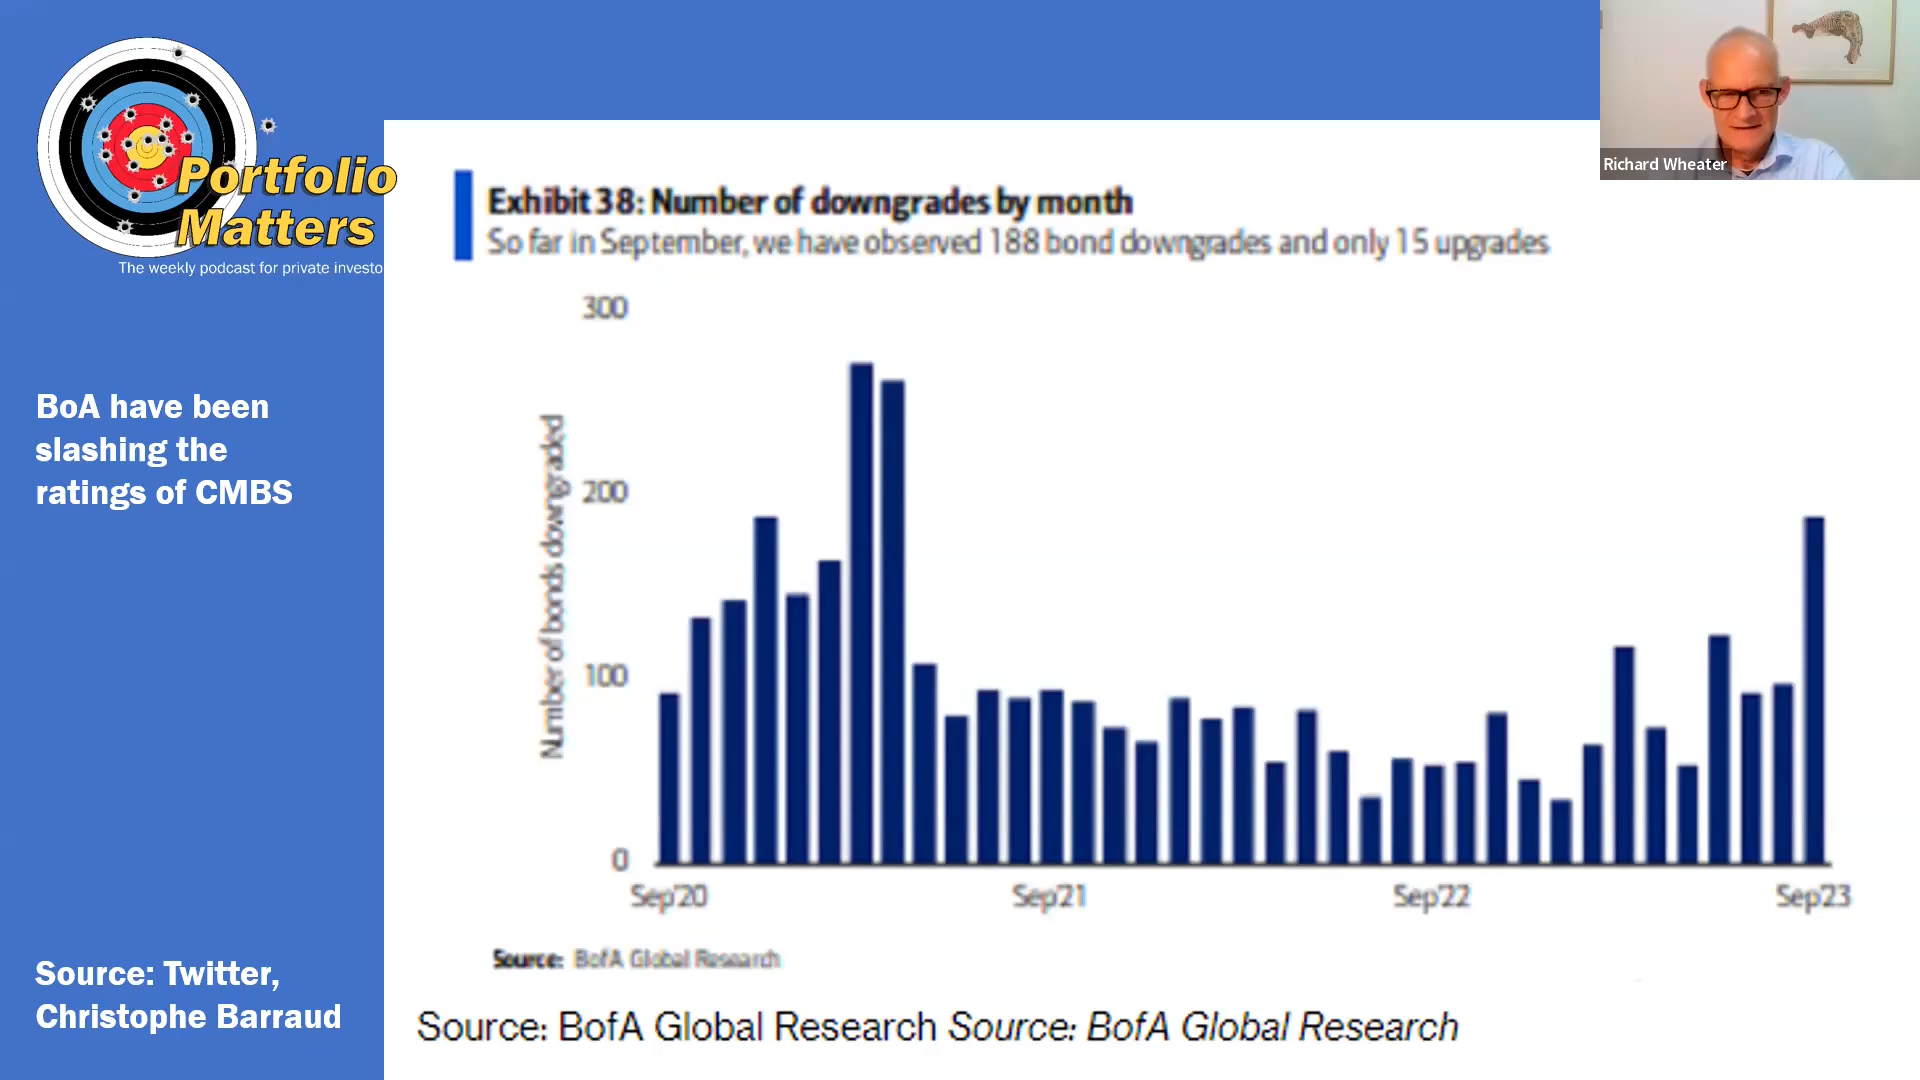 Portfolio
Matters
The weekly podcast for private investo
Richard Wheater
BoA have been
slashing the
ratings of CMBS
Source: Twitter,
Christophe Barraud
Exhibit 38: Number of downgrades by month
So far in September, we have observed 188 bond downgrades and only 15 upgrades
Number of bonds downgraded
300
200
100
0
Sep'20
Sep'21
Sep'22
Sep'23
Source: BofA Global Research
Source: BofA Global Research Source: BofA Global Research